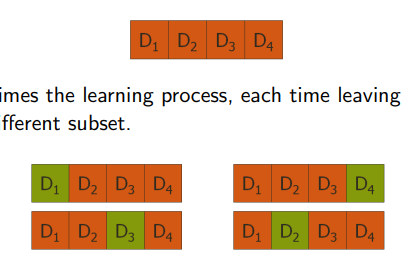 D1 D2 D3 D4
imes the learning process, each time leaving
ifferent subset.
D1 D2 D3 D4 D1 D2 D3 D4
D1 D2 D3 D4 D1 D2 D3 D4